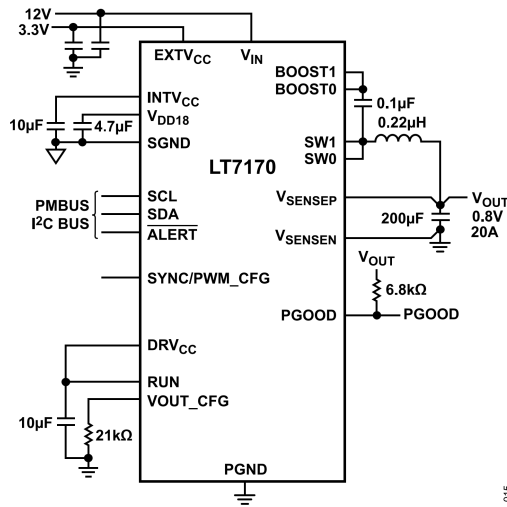 12V
3.3V
EXTVCC
VIN
BOOST1
BOOST0
0.1µF
0.22µH
INTVCC
VDD18
10µF
4.7µF
SGND
SW1
SW0
LT7170
PMBUS
I2C BUS
SCL
SDA
ALERT
VSENSEP
VOUT
0.8V
20A
200µF
VSENSEN
VOUT
SYNC/PWM_CFG
6.8kΩ
PGOOD
PGOOD
DRVCC
RUN
VOUT_CFG
10µF
21kΩ
PGND
015